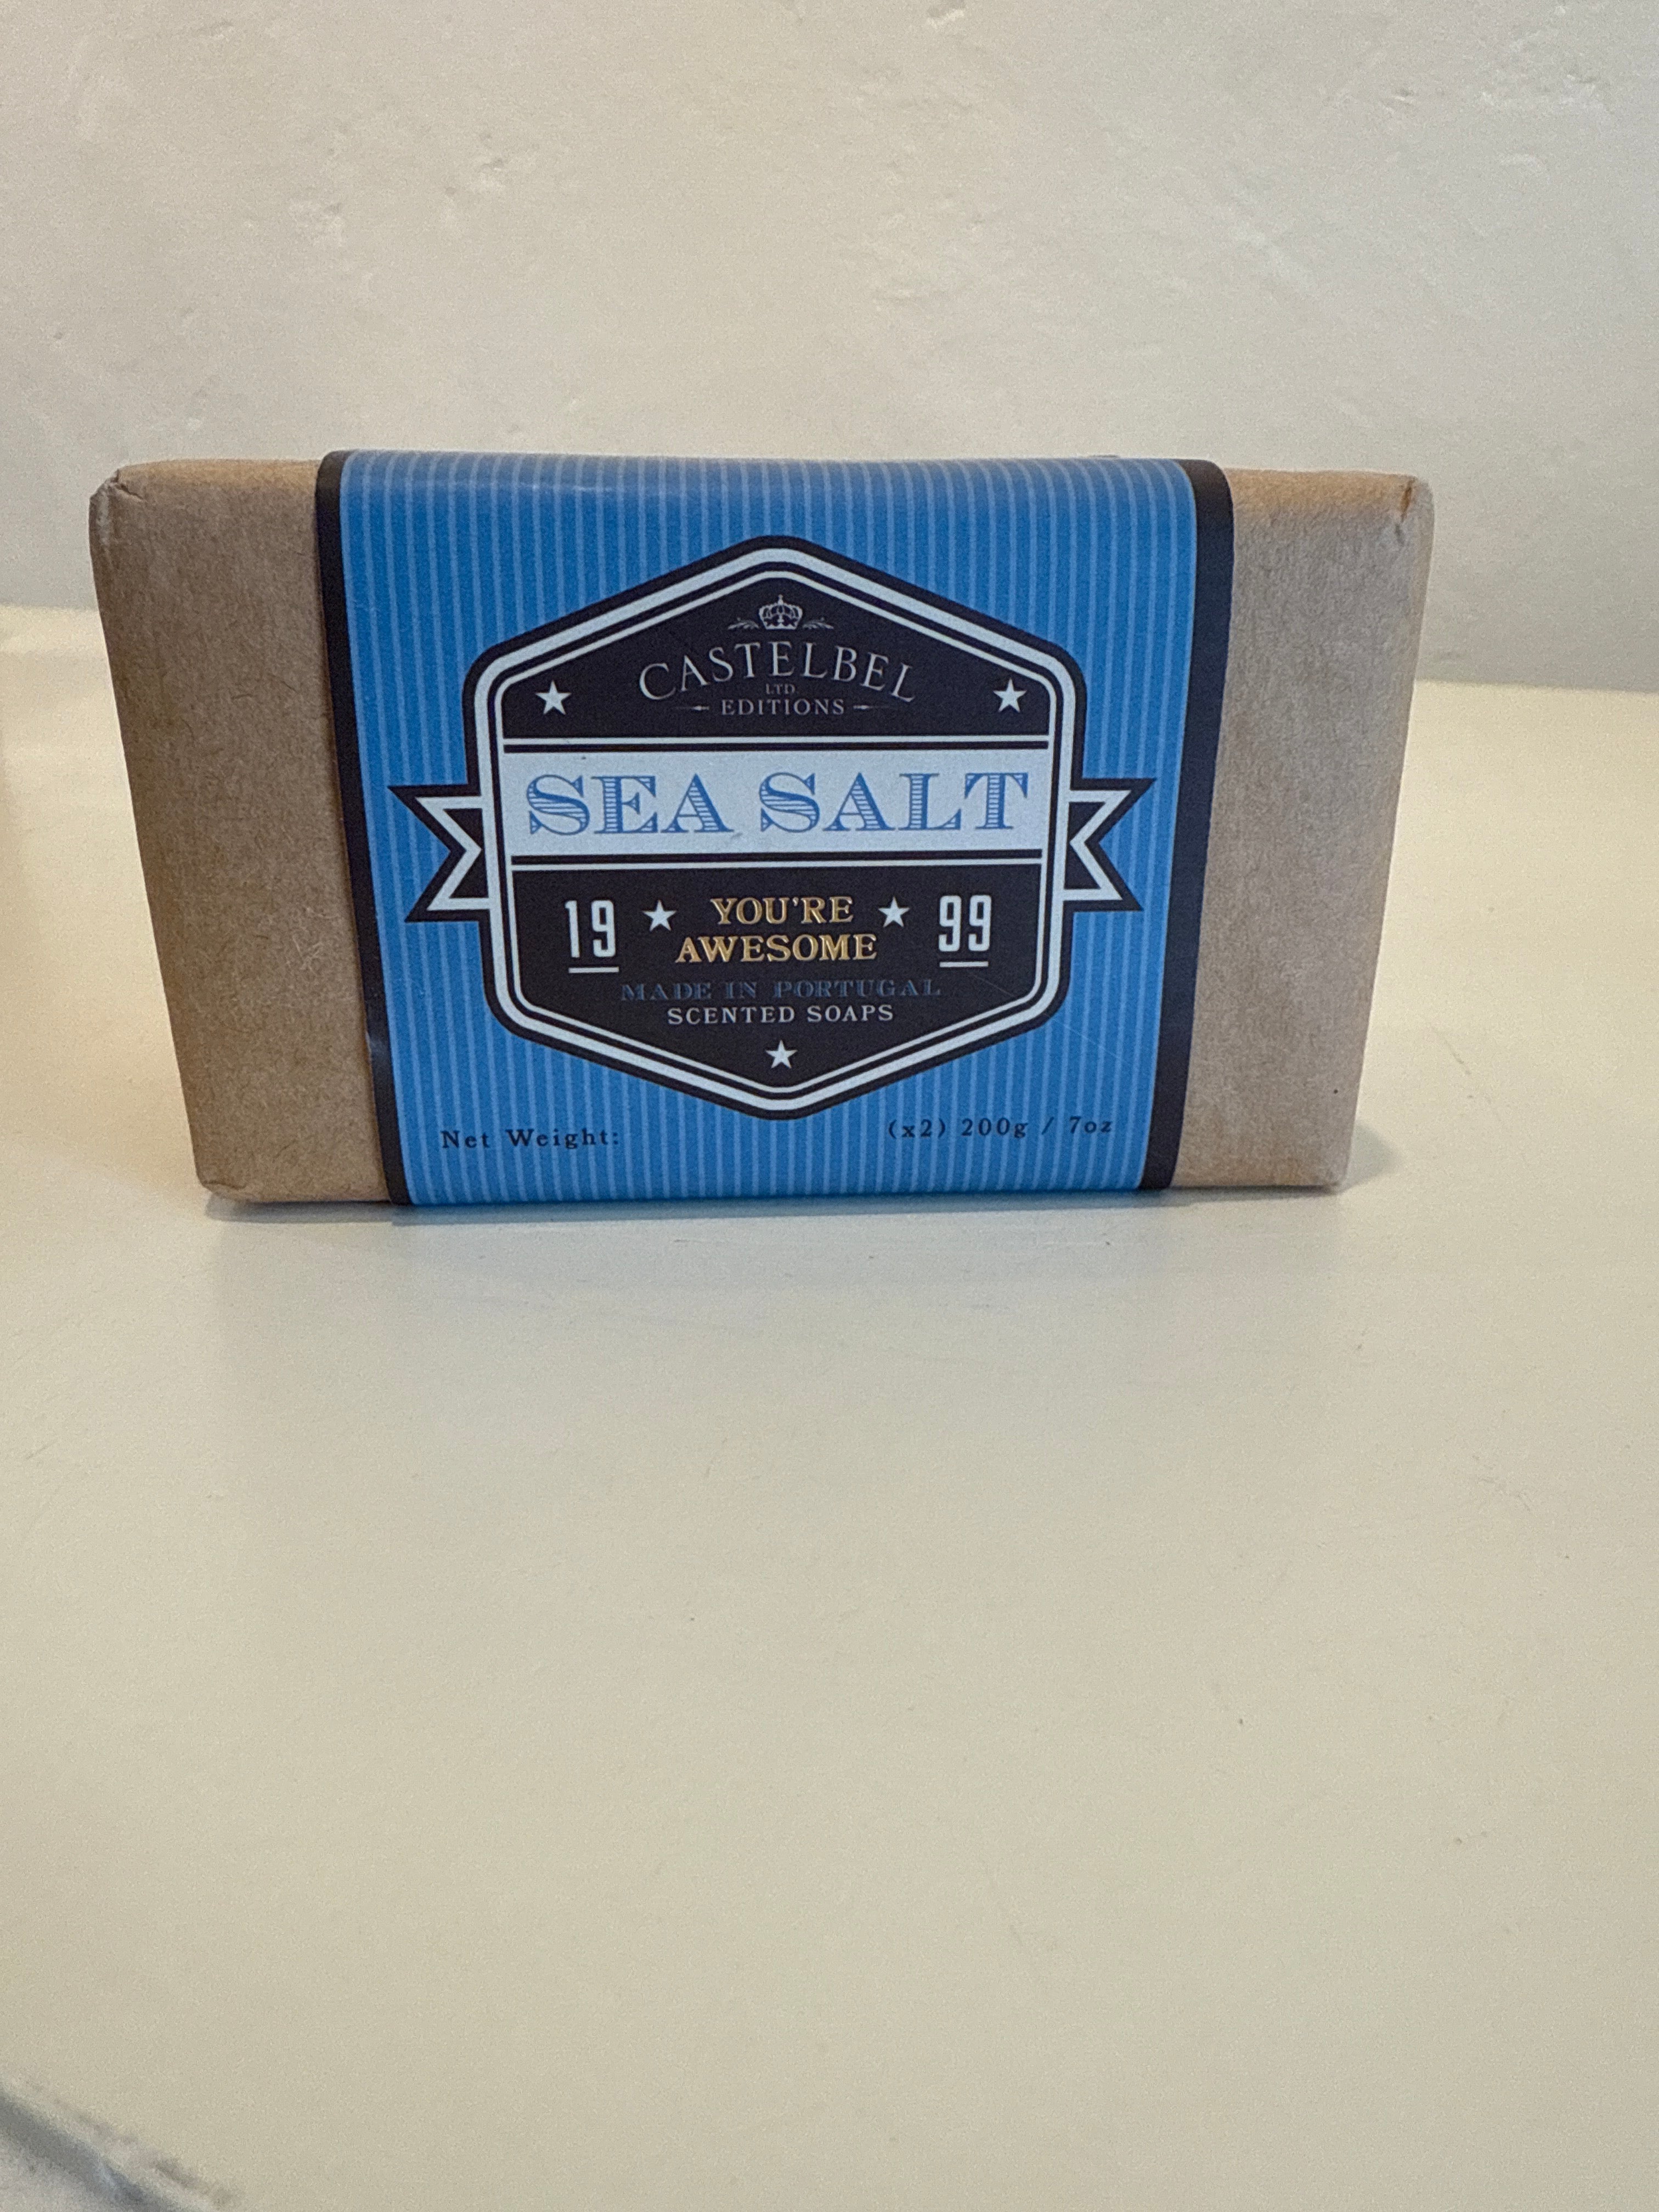 CASTELBEL
LTD
EDITIONS
SEA SALT
19 YOU'RE 99
AWESOME
MADE IN PORTUGAL
SCENTED SOAPS
Net Weight: (x2) 200g / 7oz